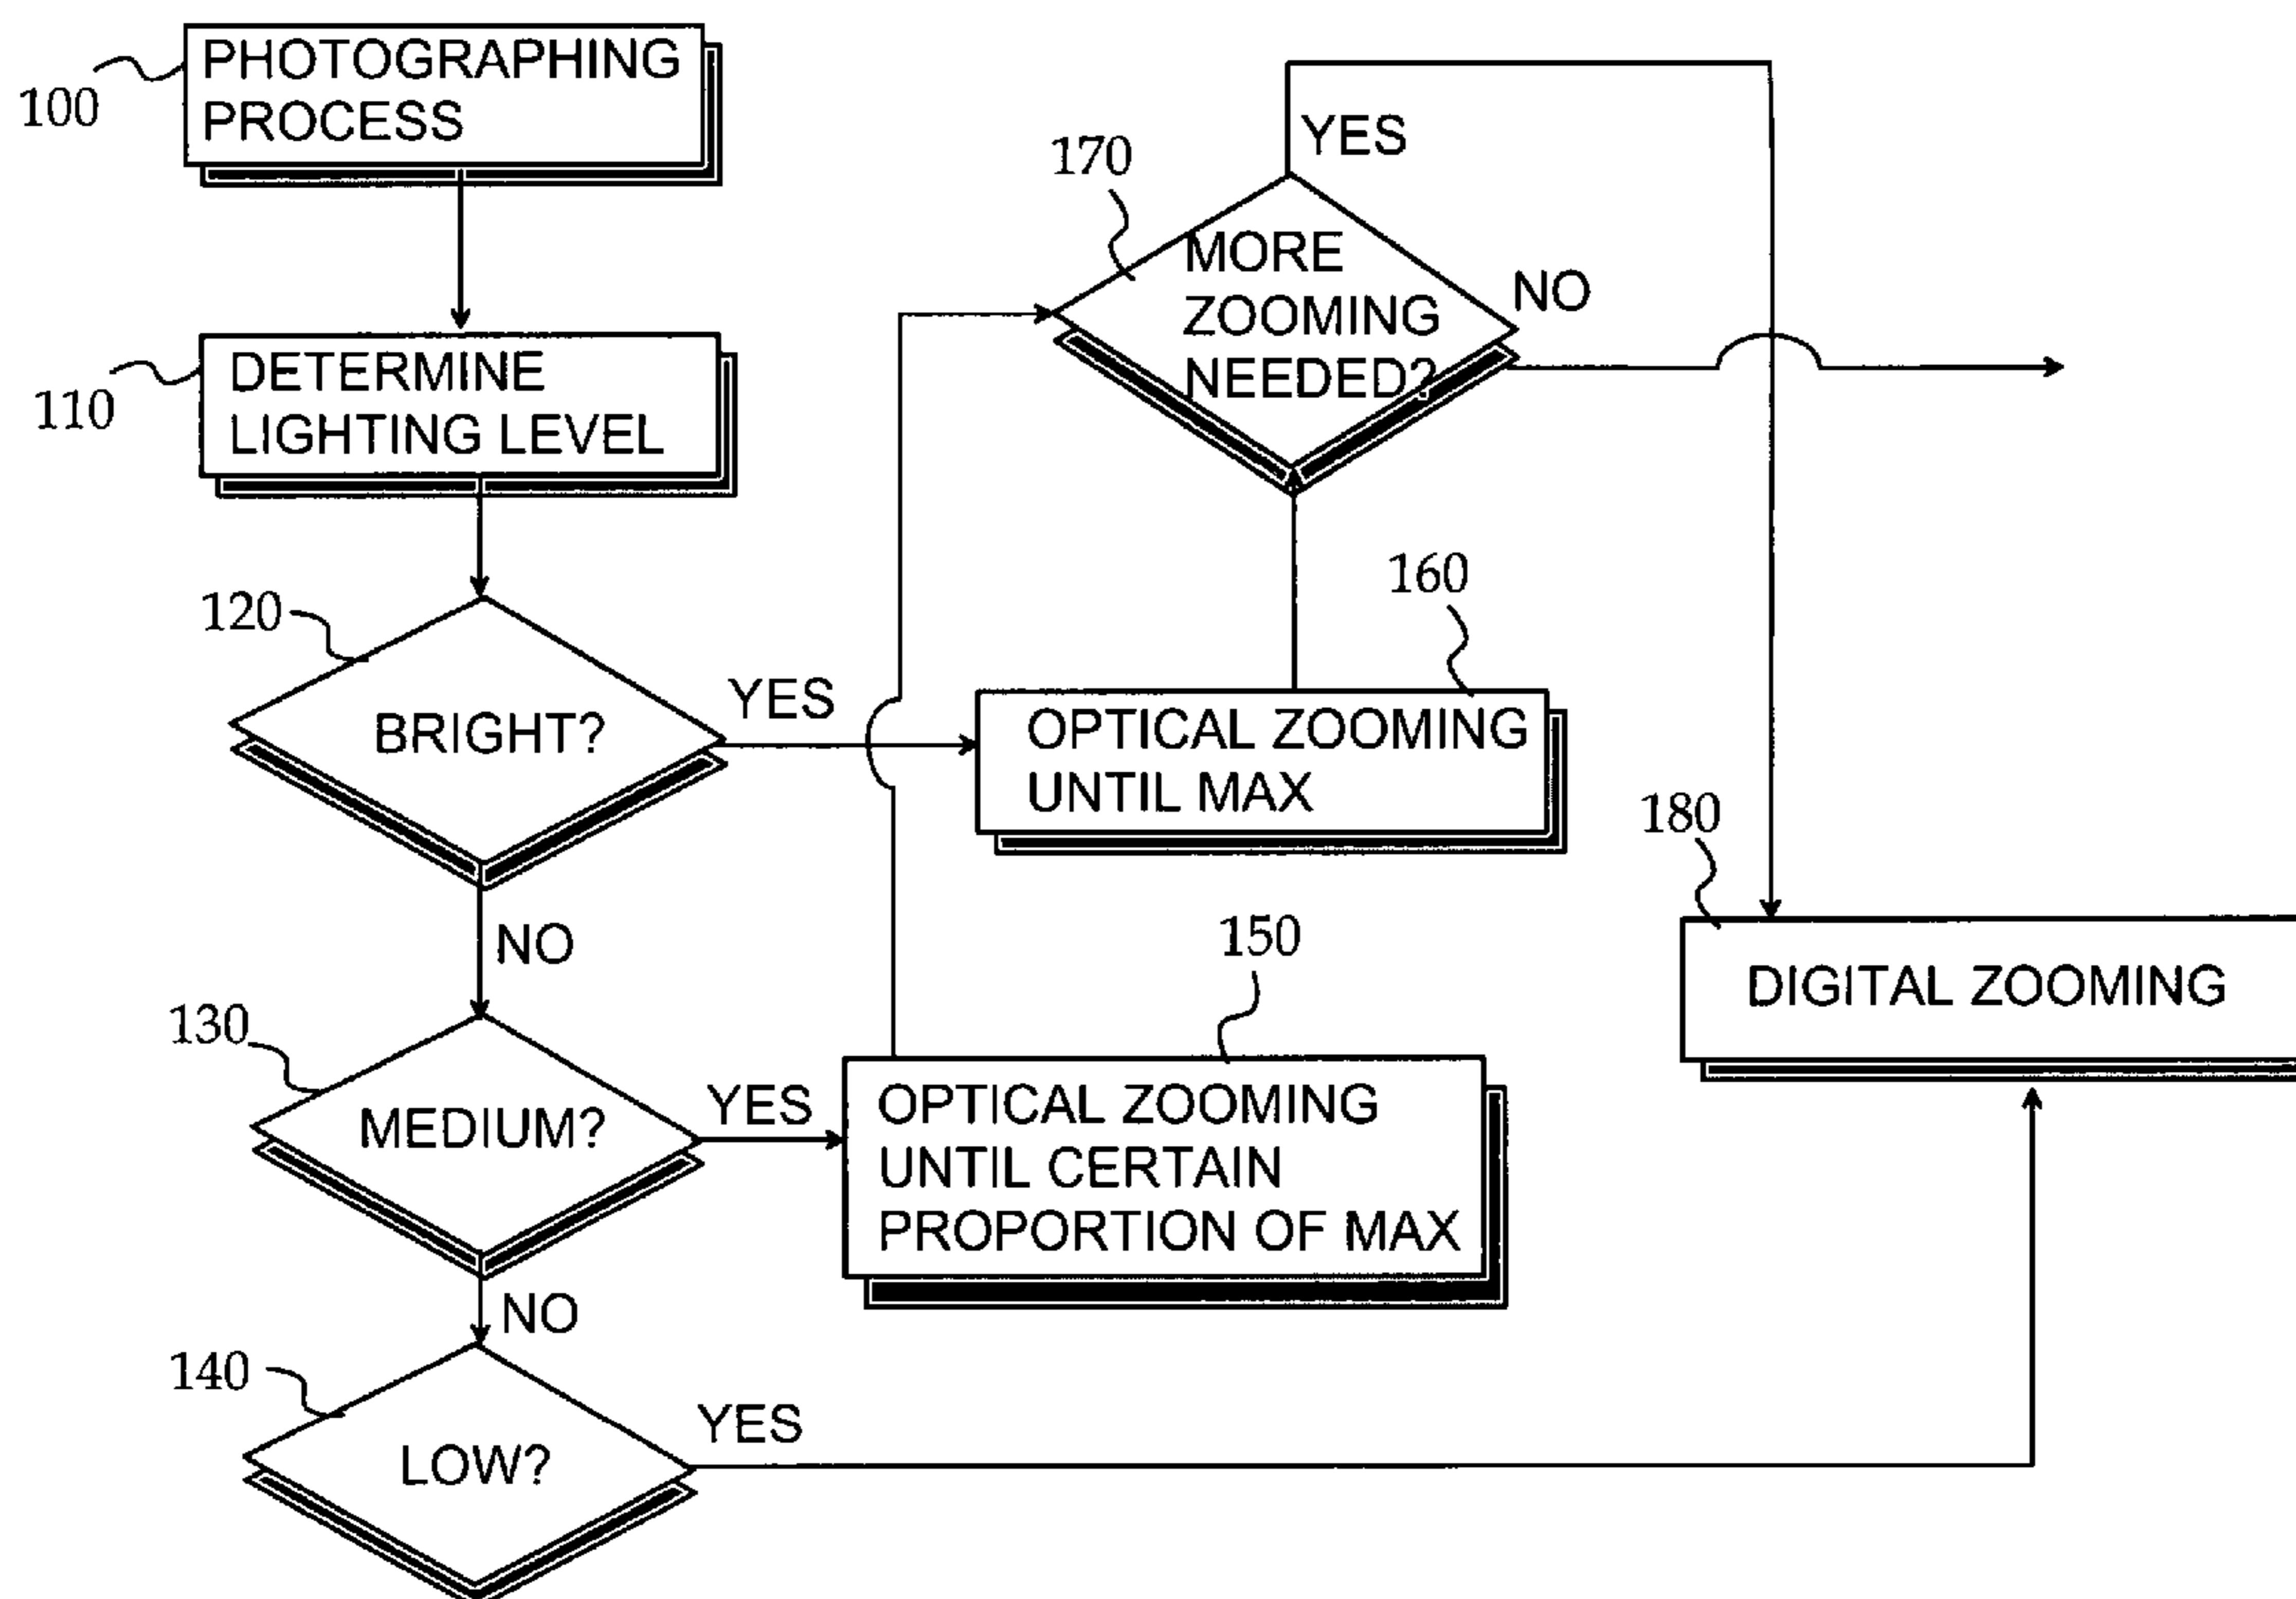 100
PHOTOGRAPHING
PROCESS
110
DETERMINE
LIGHTING LEVEL
120
BRIGHT?
YES
NO
130
MEDIUM?
YES
NO
140
LOW?
YES
150
OPTICAL ZOOMING
UNTIL CERTAIN
PROPORTION OF MAX
160
OPTICAL ZOOMING
UNTIL MAX
170
MORE
ZOOMING
NEEDED?
YES
NO
180
DIGITAL ZOOMING